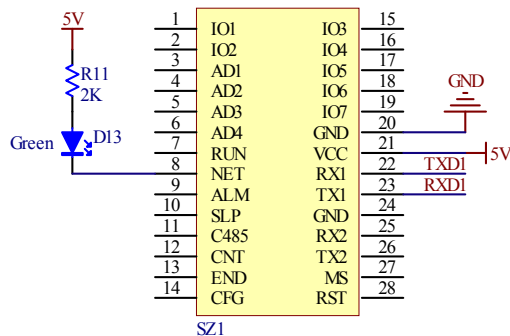 5V
R11
2K
Green
D13
1 IO1 IO3 15
2 IO2 IO4 16
3 AD1 IO5 17
4 AD2 IO6 18
5 AD3 IO7 19
6 AD4 GND 20
7 RUN VCC 21
8 NET RX1 22
9 ALM TX1 23
10 SLP GND 24
11 C485 RX2 25
12 CNT TX2 26
13 END MS 27
14 CFG RST 28
GND
5V
TXD1
RXD1
SZ1